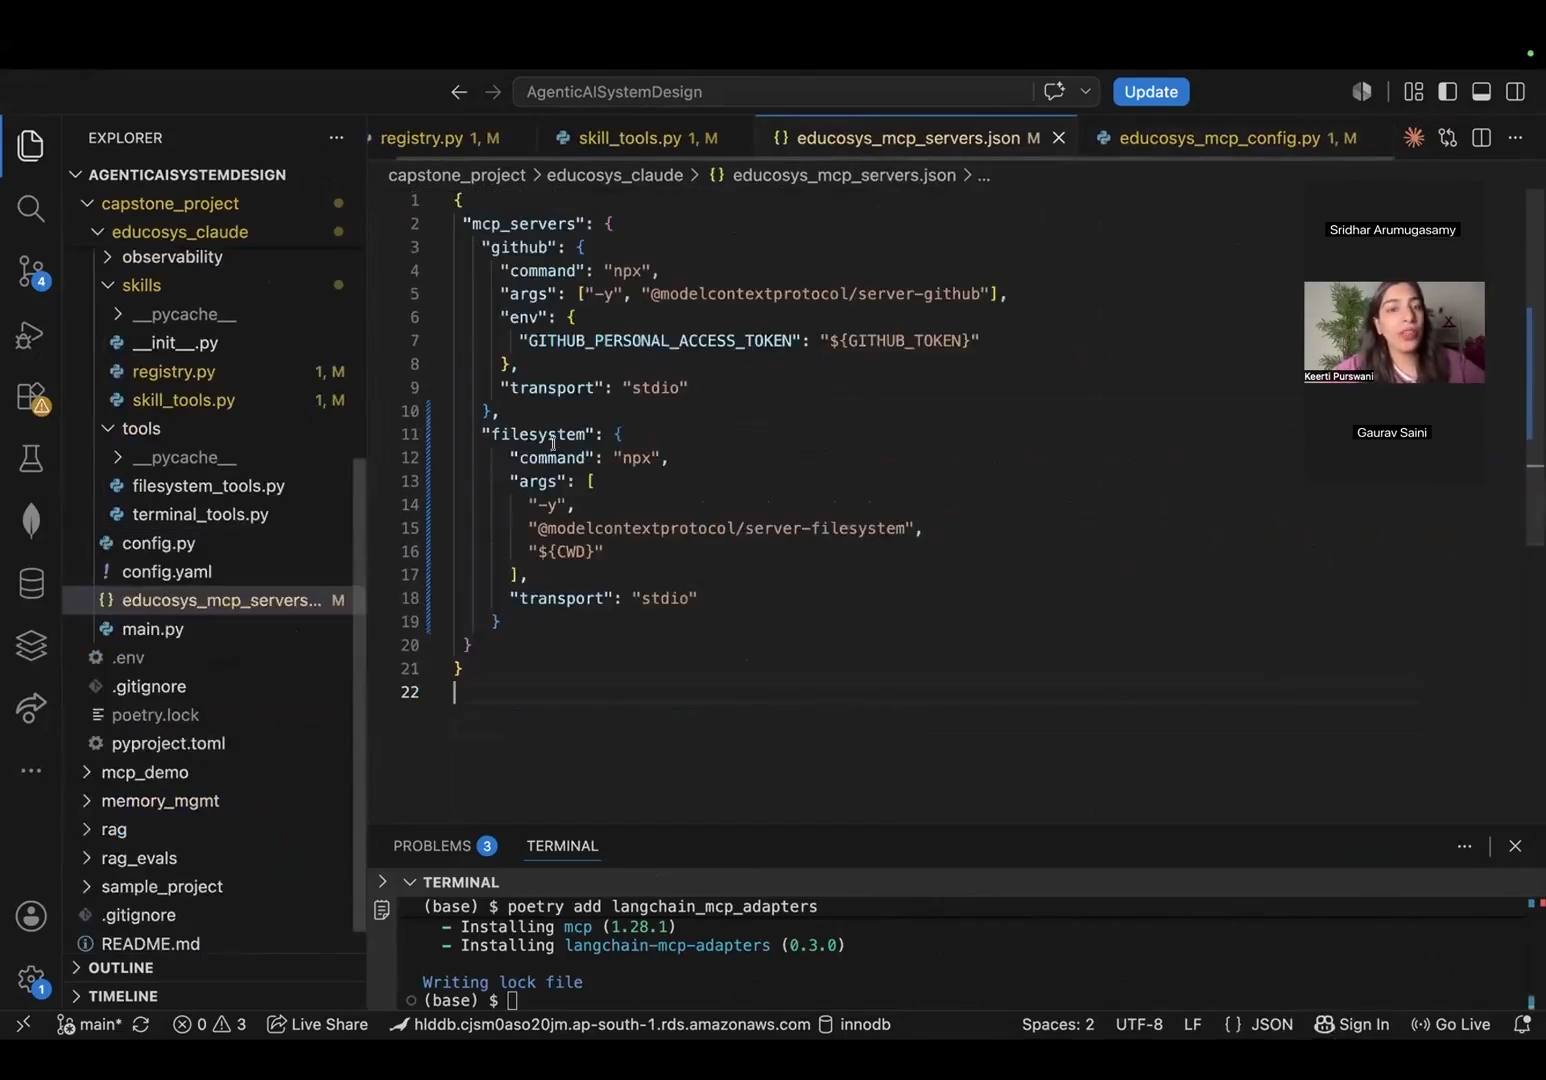 AgenticAISystemDesign
Update
EXPLORER
registry.py 1, M
skill_tools.py 1, M
{} educosys_mcp_servers.json M
educosys_mcp_config.py 1, M
AGENTICAISYSTEMDESIGN
capstone_project > educosys_claude > {} educosys_mcp_servers.json > ...
capstone_project
educosys_claude
observability
skills
__pycache__
__init__.py
registry.py 1, M
skill_tools.py 1, M
tools
__pycache__
filesystem_tools.py
terminal_tools.py
config.py
! config.yaml
{} educosys_mcp_servers... M
main.py
.env
.gitignore
poetry.lock
pyproject.toml
mcp_demo
memory_mgmt
rag
rag_evals
sample_project
.gitignore
README.md
OUTLINE
TIMELINE
4
1
1 {
2 "mcp_servers": {
3 "github": {
4 "command": "npx",
5 "args": ["-y", "@modelcontextprotocol/server-github"],
6 "env": {
7 "GITHUB_PERSONAL_ACCESS_TOKEN": "${GITHUB_TOKEN}"
8 },
9 "transport": "stdio"
10 },
11 "filesystem": {
12 "command": "npx",
13 "args": [
14 "-y",
15 "@modelcontextprotocol/server-filesystem",
16 "${CWD}"
17 ],
18 "transport": "stdio"
19 }
20 }
21 }
22
Sridhar Arumugasamy
Keerti Purswani
Gaurav Saini
PROBLEMS 3
TERMINAL
TERMINAL
(base) $ poetry add langchain_mcp_adapters
- Installing mcp (1.28.1)
- Installing langchain-mcp-adapters (0.3.0)
Writing lock file
(base) $
main* 0 3 Live Share hlddb.cjsm0aso20jm.ap-south-1.rds.amazonaws.com innodb Spaces: 2 UTF-8 LF {} JSON Sign In Go Live